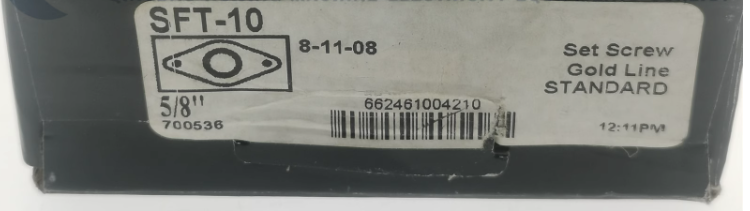 SFT-10
8-11-08
Set Screw
Gold Line
STANDARD
5/8"
700536
662461004210
12:11PM